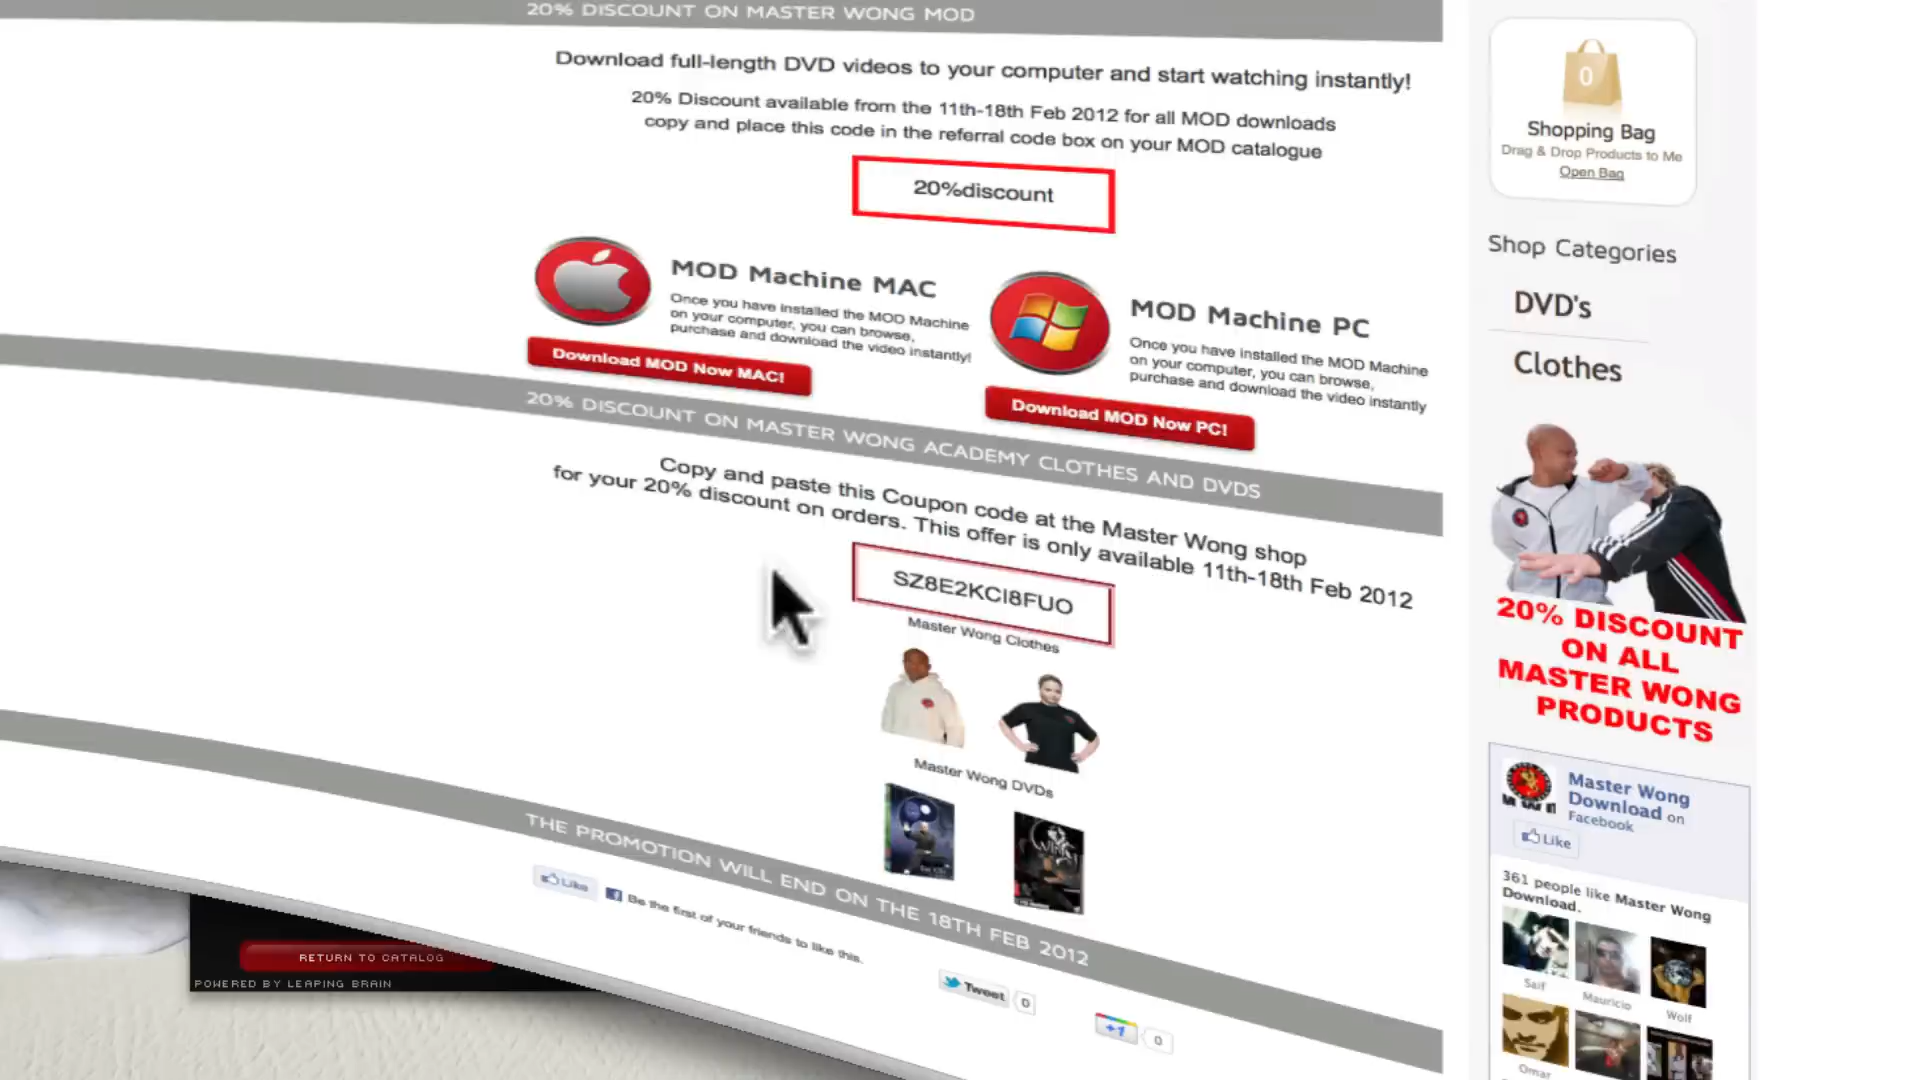 20% DISCOUNT ON MASTER WONG MOD
Download full-length DVD videos to your computer and start watching instantly!
20% Discount available from the 11th-18th Feb 2012 for all MOD downloads
copy and place this code in the referral code box on your MOD catalogue
20%discount
MOD Machine MAC
Once you have installed the MOD Machine
on your computer, you can browse,
purchase and download the video instantly!
Download MOD Now MAC!
MOD Machine PC
Once you have installed the MOD Machine
on your computer, you can browse,
purchase and download the video instantly
Download MOD Now PC!
20% DISCOUNT ON MASTER WONG ACADEMY CLOTHES AND DVDS
Copy and paste this Coupon code at the Master Wong shop
for your 20% discount on orders. This offer is only available 11th-18th Feb 2012
SZ8E2KCI8FUO
Master Wong Clothes
Master Wong DVDs
THE PROMOTION WILL END ON THE 18TH FEB 2012
Like
Be the first of your friends to like this.
Tweet
0
+1
0
RETURN TO CATALOG
POWERED BY LEAPING BRAIN
0
Shopping Bag
Drag & Drop Products to Me
Open Bag
Shop Categories
DVD's
Clothes
20% DISCOUNT
ON ALL
MASTER WONG
PRODUCTS
Master Wong
Download on
Facebook
Like
361 people like Master Wong
Download.
Saif
Mauricio
Wolf
Omar